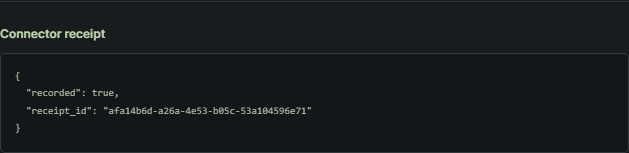 Connector receipt
{
  "recorded": true,
  "receipt_id": "afa14b6d-a26a-4e53-b05c-53a104596e71"
}